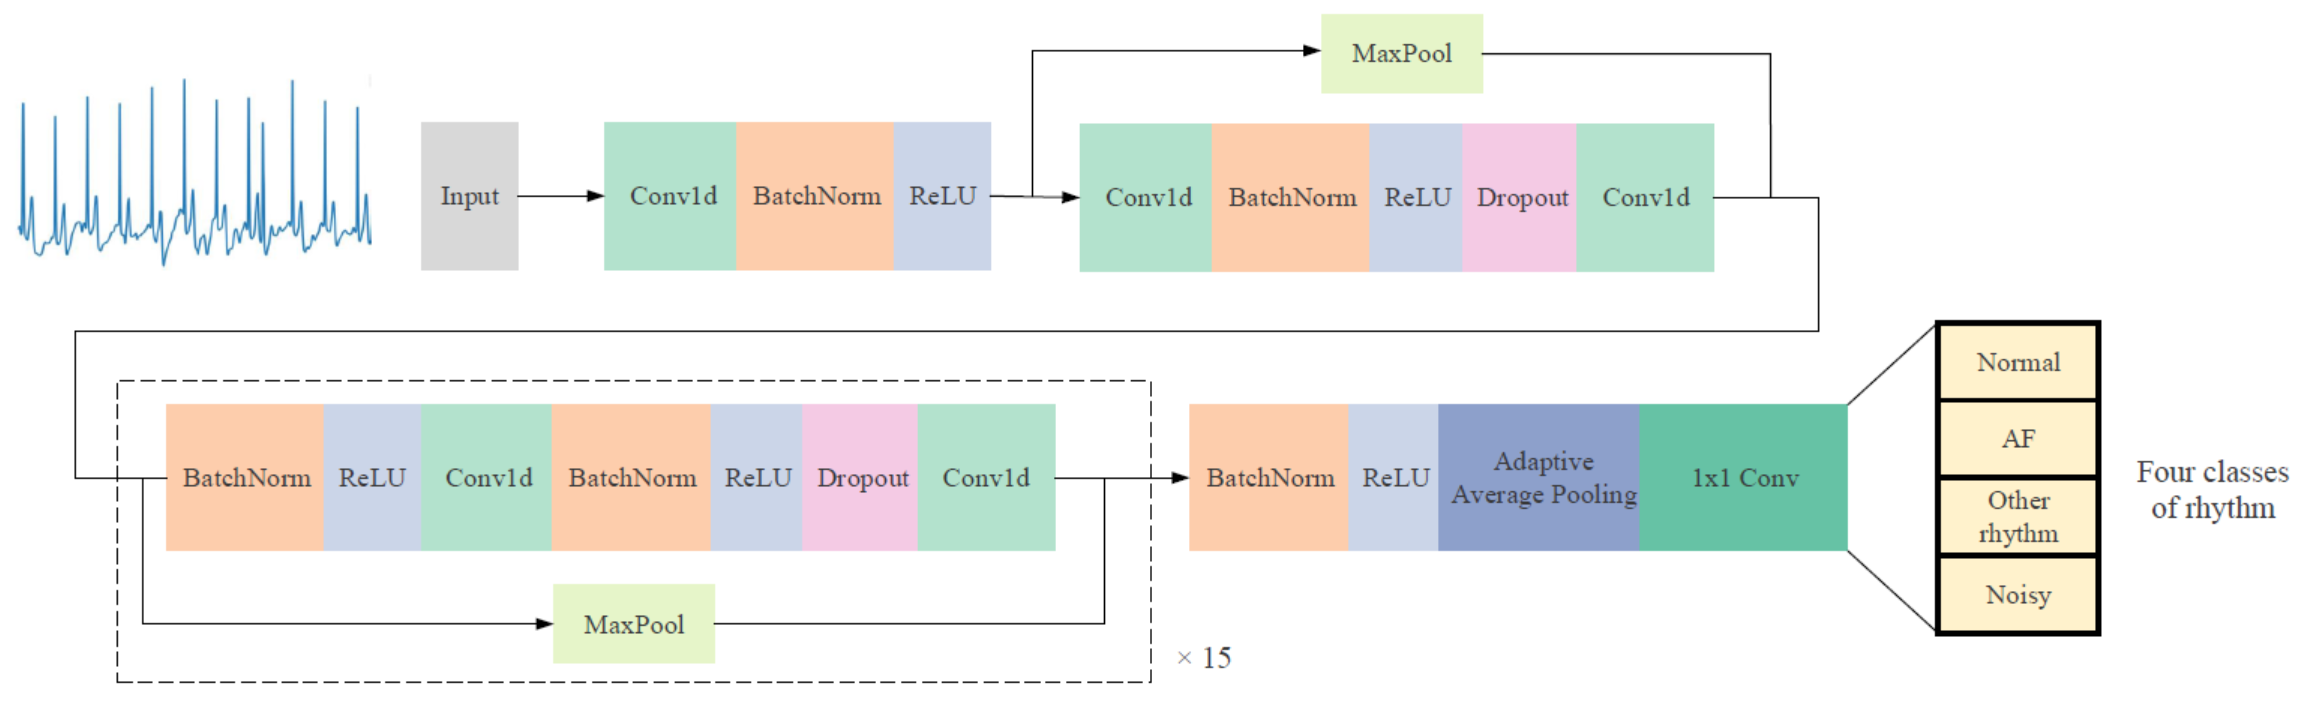 MaxPool
Input
Conv1d
BatchNorm
ReLU
Conv1d
BatchNorm
ReLU
Dropout
Conv1d
BatchNorm
ReLU
Conv1d
BatchNorm
ReLU
Dropout
Conv1d
MaxPool
× 15
BatchNorm
ReLU
Adaptive
Average Pooling
1x1 Conv
Normal
AF
Other
rhythm
Noisy
Four classes
of rhythm